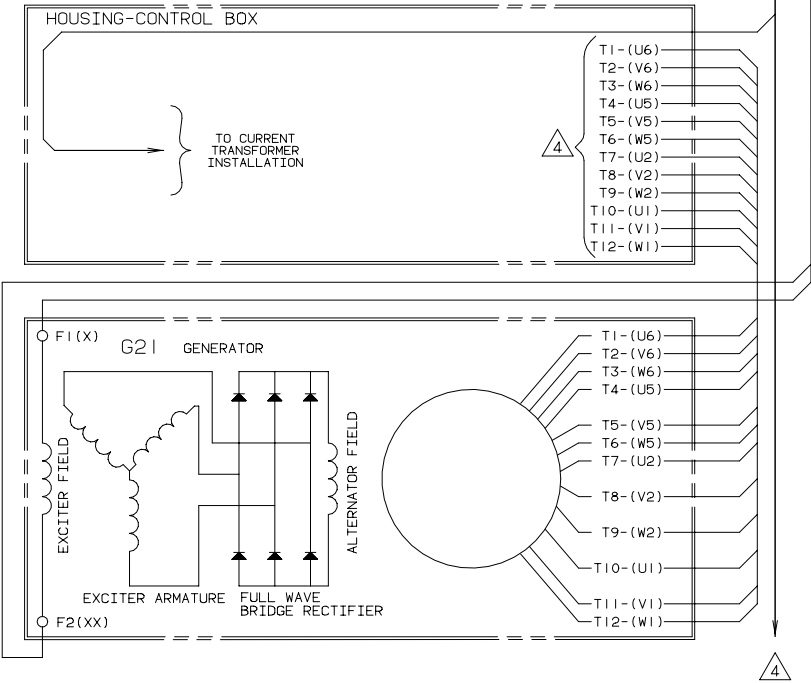 HOUSING-CONTROL BOX
T1-(U6)
T2-(V6)
T3-(W6)
T4-(U5)
T5-(V5)
T6-(W5)
T7-(U2)
T8-(V2)
T9-(W2)
T10-(U1)
T11-(V1)
T12-(W1)
4
TO CURRENT
TRANSFORMER
INSTALLATION
F1(X)
G21 GENERATOR
EXCITER FIELD
ALTERNATOR FIELD
T1-(U6)
T2-(V6)
T3-(W6)
T4-(U5)
T5-(V5)
T6-(W5)
T7-(U2)
T8-(V2)
T9-(W2)
T10-(U1)
T11-(V1)
T12-(W1)
EXCITER ARMATURE
FULL WAVE
BRIDGE RECTIFIER
F2(XX)
4